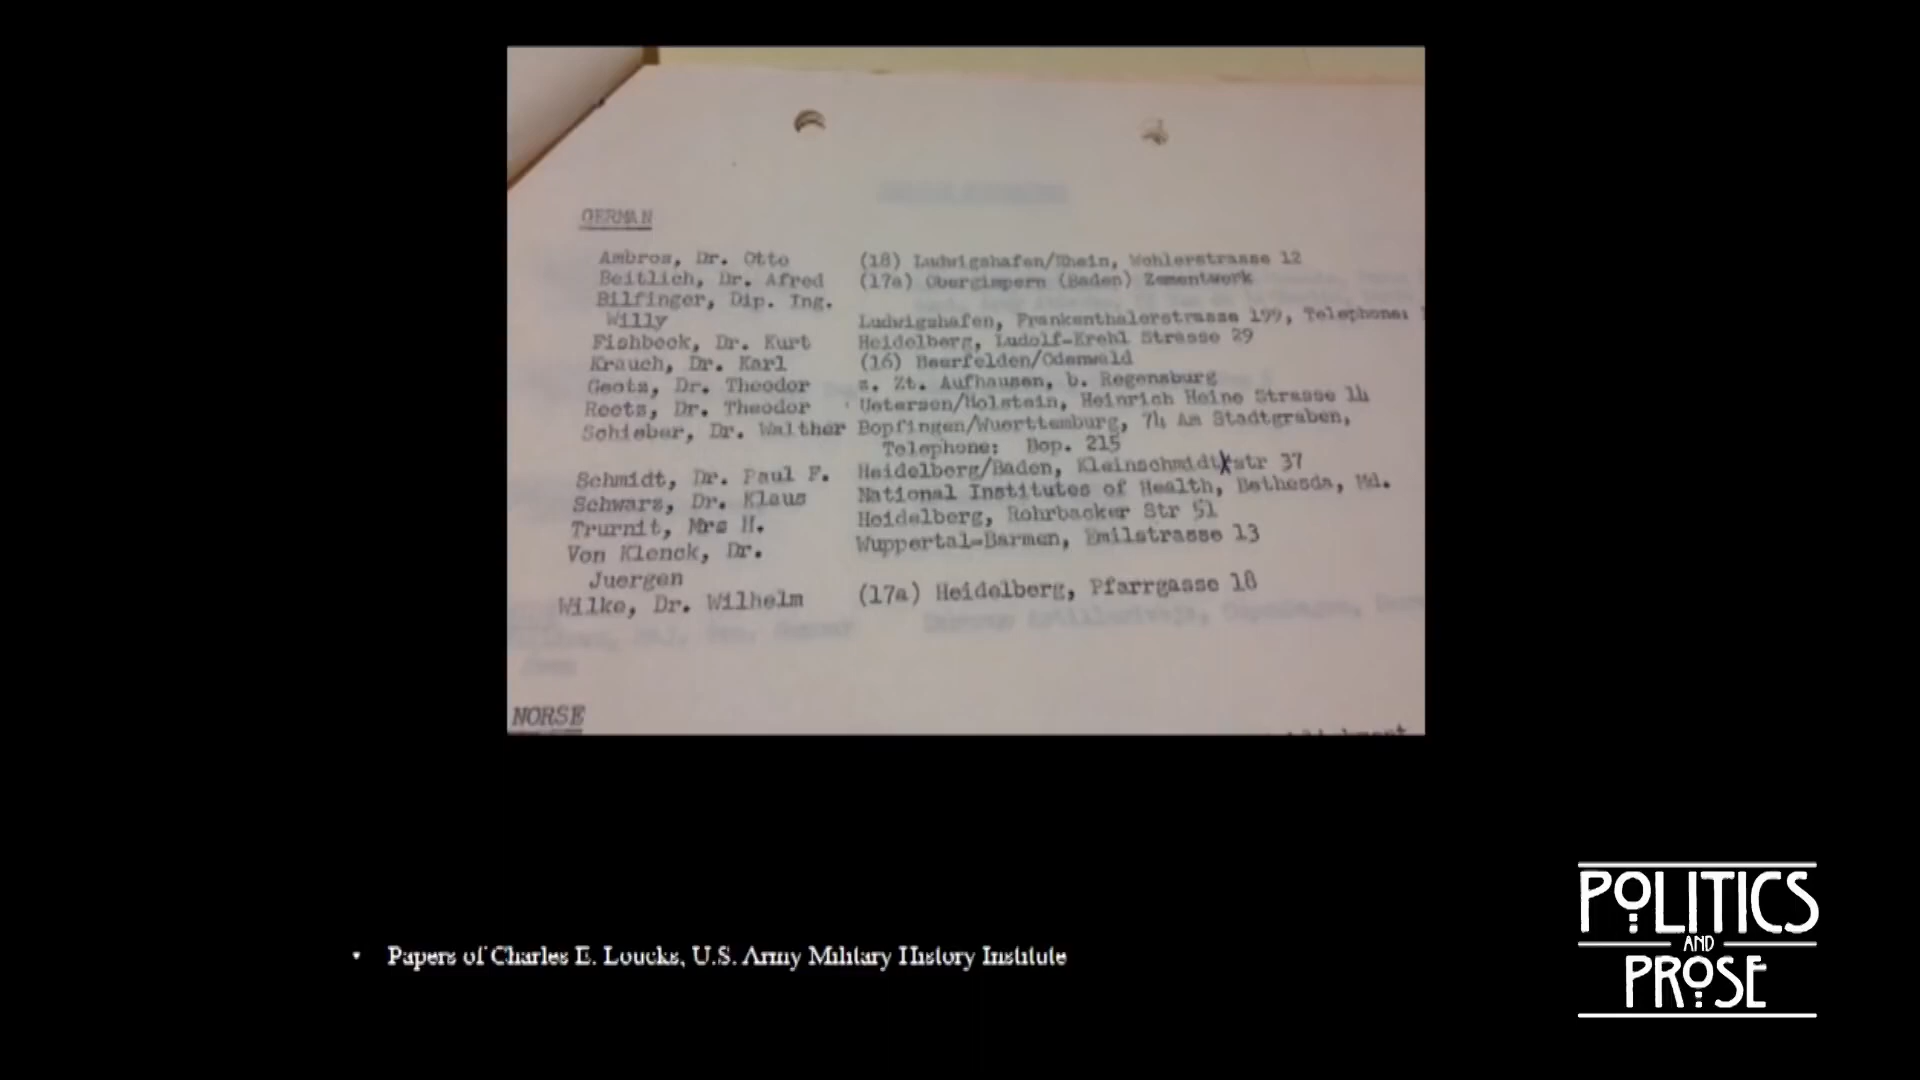 GERMAN
Ambros, Dr. Otto (18) Ludwigshafen/Rhein, Wohlerstrasse 12
Beitlich, Dr. Afred (17a) Obergimpern (Baden) Zementwerk
Bilfinger, Dip. Ing.
Willy Ludwigshafen, Frankenthalerstrasse 199, Telephone:
Fishbeck, Dr. Kurt Heidelberg, Ludolf-Krehl Strasse 29
Krauch, Dr. Karl (16) Beerfelden/Odenwald
Goots, Dr. Theodor z. Zt. Aufhausen, b. Regensburg
Roots, Dr. Theodor Uetersen/Holstein, Heinrich Heine Strasse 14
Schieber, Dr. Walther Bopfingen/Wuerttemburg, 74 Am Stadtgraben,
Telephone: Bop. 215
Schmidt, Dr. Paul F. Heidelberg/Baden, Kleinschmidt str 37
Schwarz, Dr. Klaus National Institutes of Health, Bethesda, Md.
Trurnit, Mrs H. Heidelberg, Rohrbacker Str 51
Von Klenck, Dr. Wuppertal-Barmen, Emilstrasse 13
Juergen
Wilke, Dr. Wilhelm (17a) Heidelberg, Pfarrgasse 18
NORSE
• Papers of Charles E. Loucks, U.S. Army Military History Institute
POLITICS
AND
PROSE